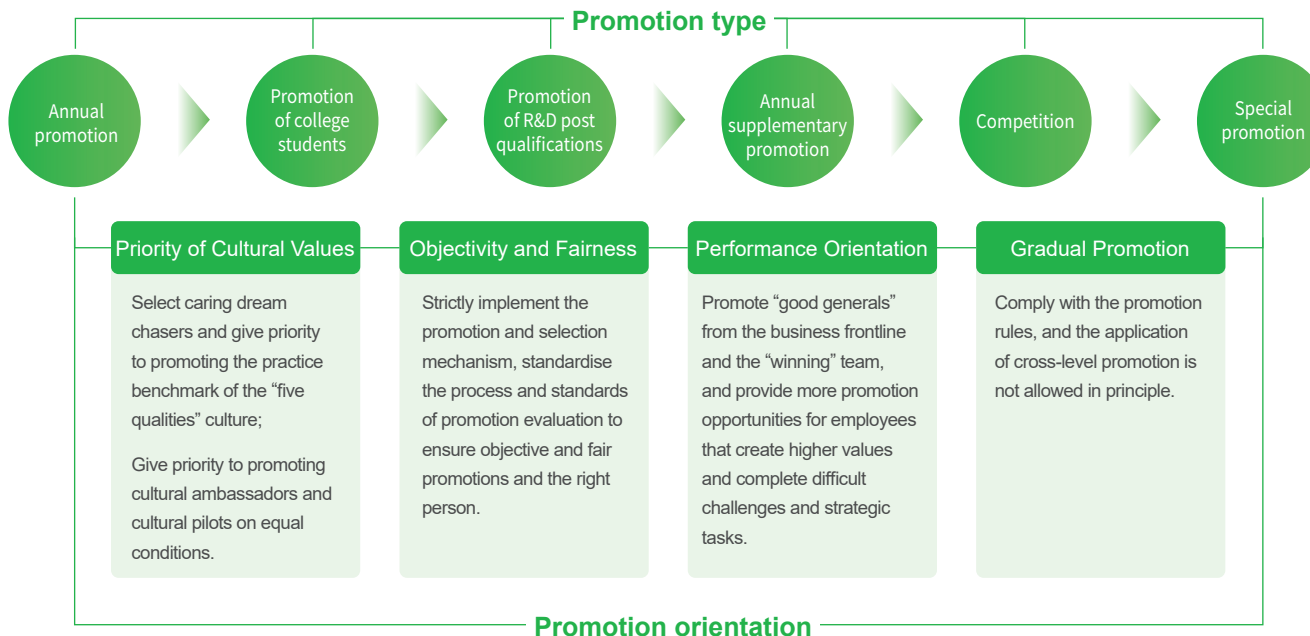 Promotion type
Annual
promotion
Promotion
of college
students
Promotion
of R&D post
qualifications
Annual
supplementary
promotion
Competition
Special
promotion
Priority of Cultural Values
Select caring dream
chasers and give priority
to promoting the practice
benchmark of the “five
qualities” culture;
Give priority to promoting
cultural ambassadors and
cultural pilots on equal
conditions.
Objectivity and Fairness
Strictly implement the
promotion and selection
mechanism, standardise
the process and standards
of promotion evaluation to
ensure objective and fair
promotions and the right
person.
Performance Orientation
Promote “good generals”
from the business frontline
and the “winning” team,
and provide more promotion
opportunities for employees
that create higher values
and complete difficult
challenges and strategic
tasks.
Gradual Promotion
Comply with the promotion
rules, and the application
of cross-level promotion is
not allowed in principle.
Promotion orientation